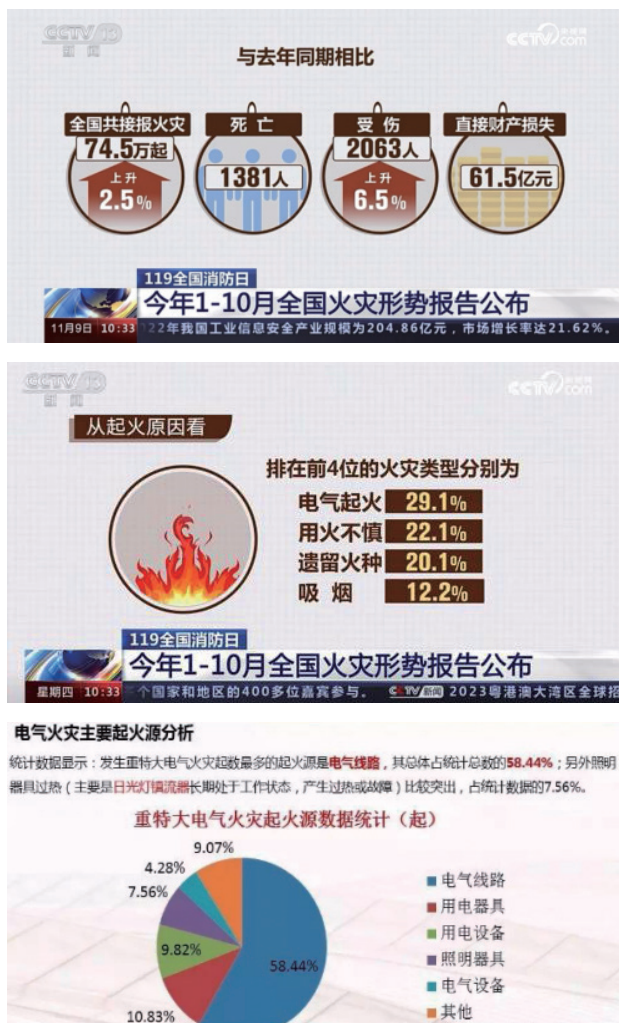 CCTV 13
新闻
新闻网
CCTV com
与去年同期相比
全国共接报火灾
死亡
受伤
直接财产损失
74.5万起
1381人
2063人
61.5亿元
上升
2.5%
上升
6.5%
119全国消防日
今年1-10月全国火灾形势报告公布
11月9日 10:33
22年我国工业信息安全产业规模为204.86亿元，市场增长率达21.62%。
CCTV 13
新闻
新闻网
CCTV com
从起火原因看
排在前4位的火灾类型分别为
电气起火 29.1%
用火不慎 22.1%
遗留火种 20.1%
吸烟 12.2%
119全国消防日
今年1-10月全国火灾形势报告公布
星期四 10:33
个国家和地区的400多位嘉宾参与。 CCTV 新闻 2023粤港澳大湾区全球招
电气火灾主要起火源分析
统计数据显示：发生重特大电气火灾起数最多的起火源是电气线路，其总体占统计总数的58.44%；另外照明
器具过热（主要是日光灯镇流器长期处于工作状态，产生过热或故障）比较突出，占统计数据的7.56%。
重特大电气火灾起火源数据统计（起）
9.07%
4.28%
7.56%
9.82%
58.44%
10.83%
电气线路
用电器具
用电设备
照明器具
电气设备
其他